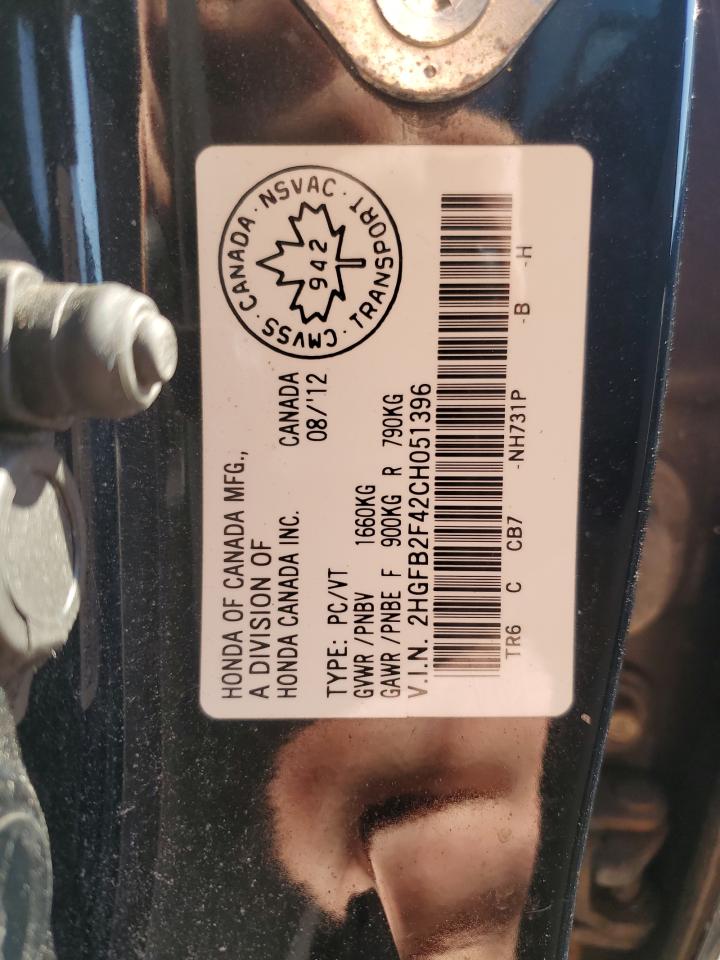 HONDA OF CANADA MFG.,
A DIVISION OF
HONDA CANADA INC.
CANADA
08/'12
CANADA · NSVAC · TRANSPORT · CMVSS ·
942
TYPE: PC/VT
GVWR /PNBV 1660KG
GAWR /PNBE F 900KG R 790KG
V.I.N. 2HGFB2F42CH051396
TR6 C CB7 -NH731P -B -H